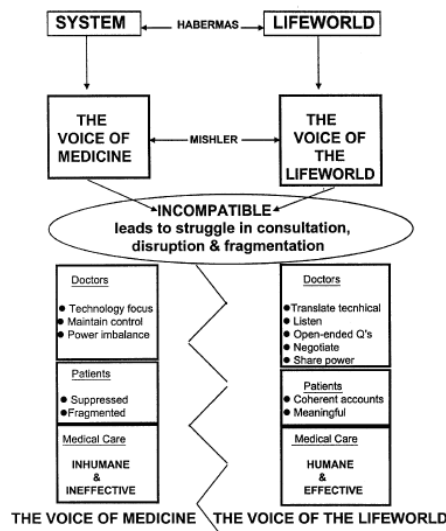 SYSTEM HABERMAS LIFEWORLD
THE
VOICE OF
MEDICINE
MISHLER
THE
VOICE OF
THE
LIFEWORLD
INCOMPATIBLE
leads to struggle in consultation,
disruption & fragmentation
Doctors
● Technology focus
● Maintain control
● Power imbalance
Patients
● Suppressed
● Fragmented
Medical Care
INHUMANE
&
INEFFECTIVE
THE VOICE OF MEDICINE
Doctors
● Translate tecnhical
● Listen
● Open-ended Q's
● Negotiate
● Share power
Patients
● Coherent accounts
● Meaningful
Medical Care
HUMANE
&
EFFECTIVE
THE VOICE OF THE LIFEWORLD